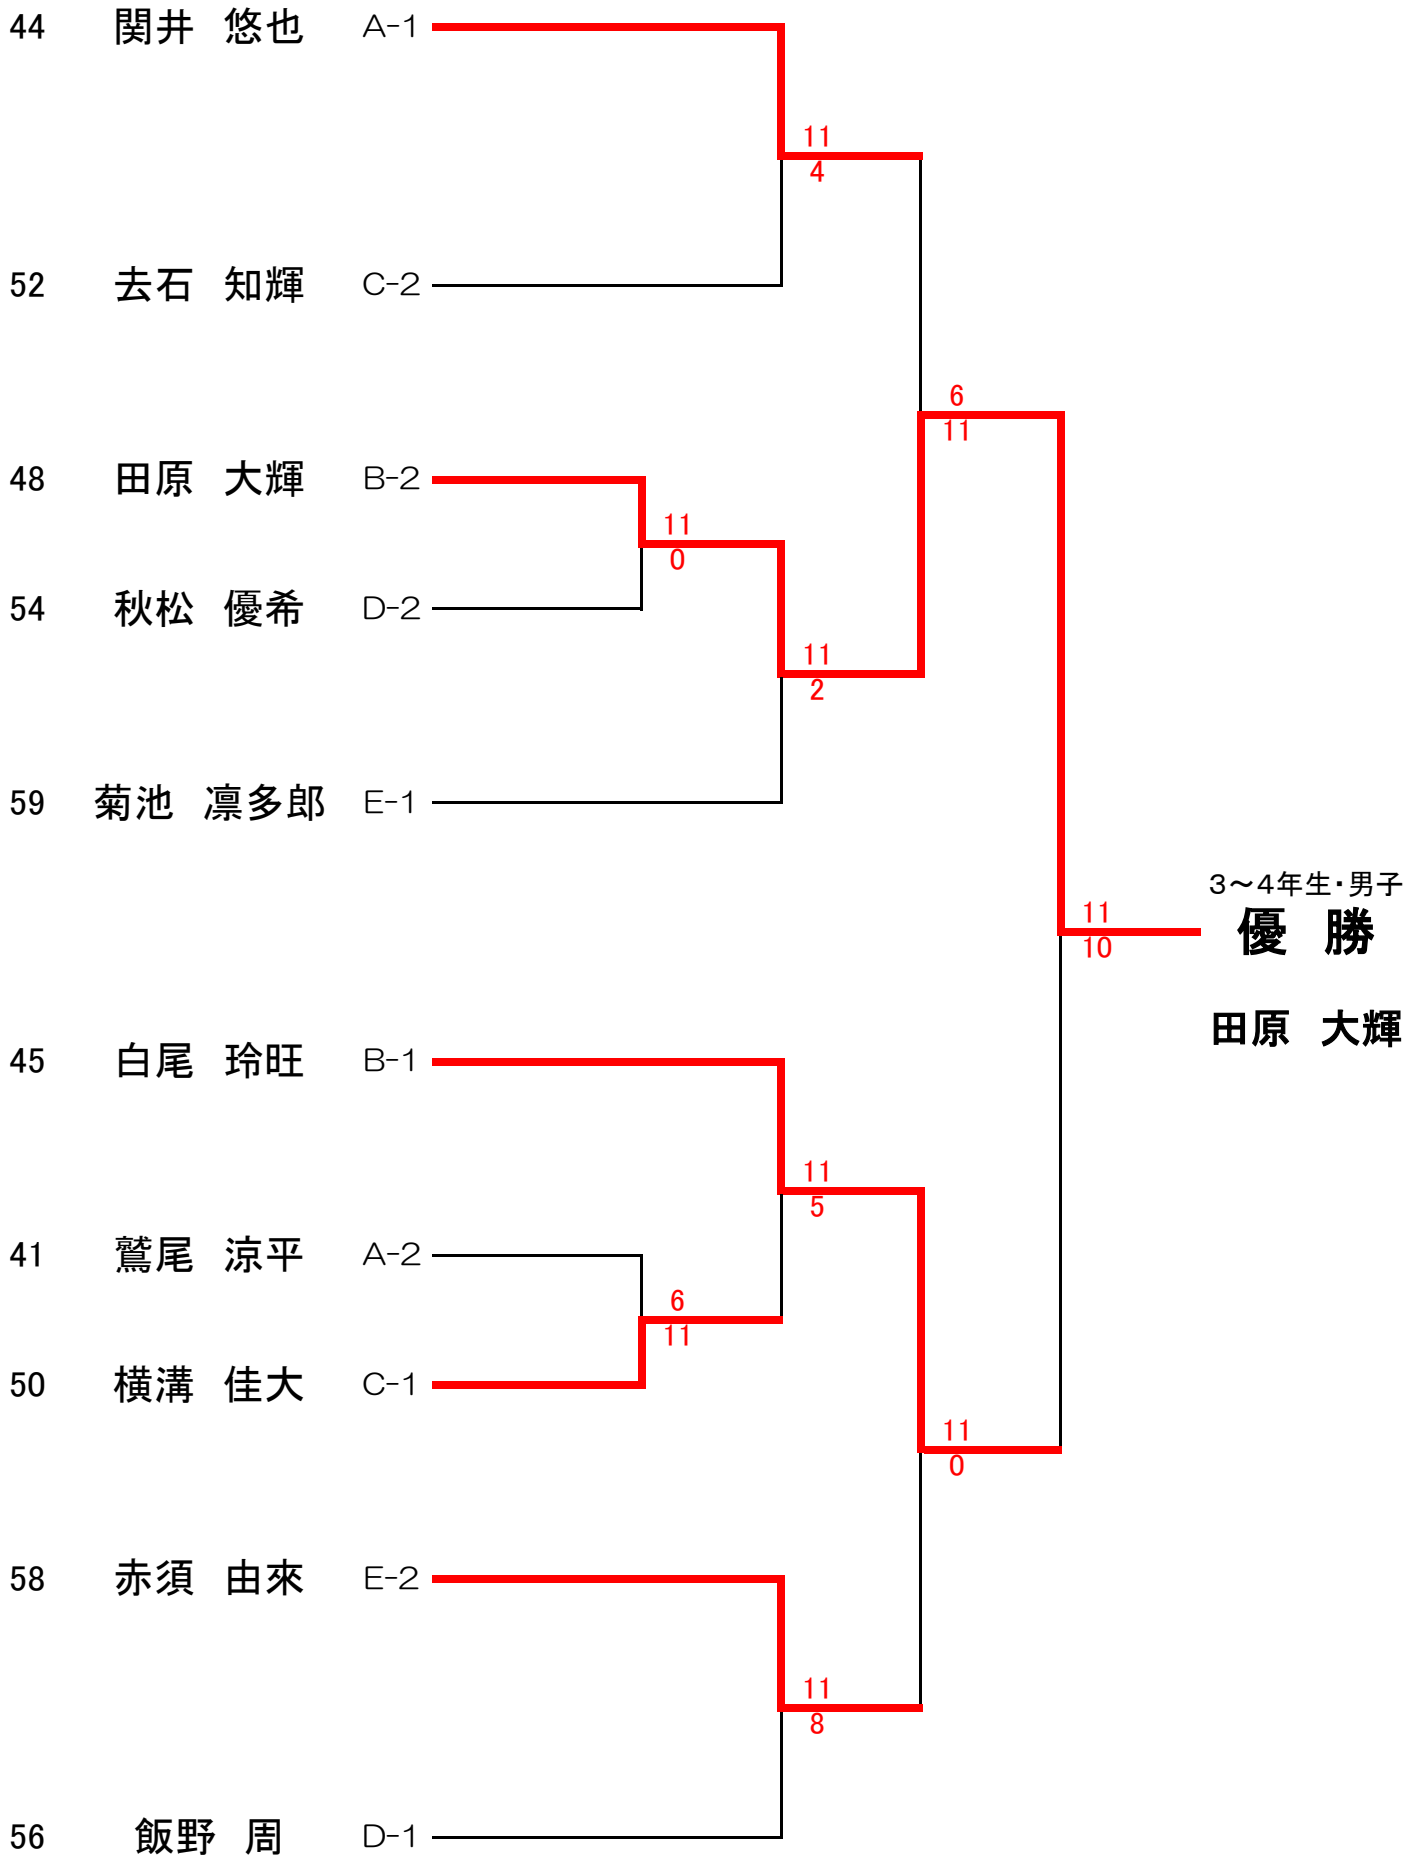 44 関井 悠也 A-1
11
4
52 去石 知輝 C-2
6
11
48 田原 大輝 B-2
11
0
54 秋松 優希 D-2
11
2
59 菊池 凛多郎 E-1
3～4年生・男子
優 勝
11
10
田原 大輝
45 白尾 玲旺 B-1
11
5
41 鷲尾 涼平 A-2
6
11
50 横溝 佳大 C-1
11
0
58 赤須 由來 E-2
11
8
56 飯野 周 D-1